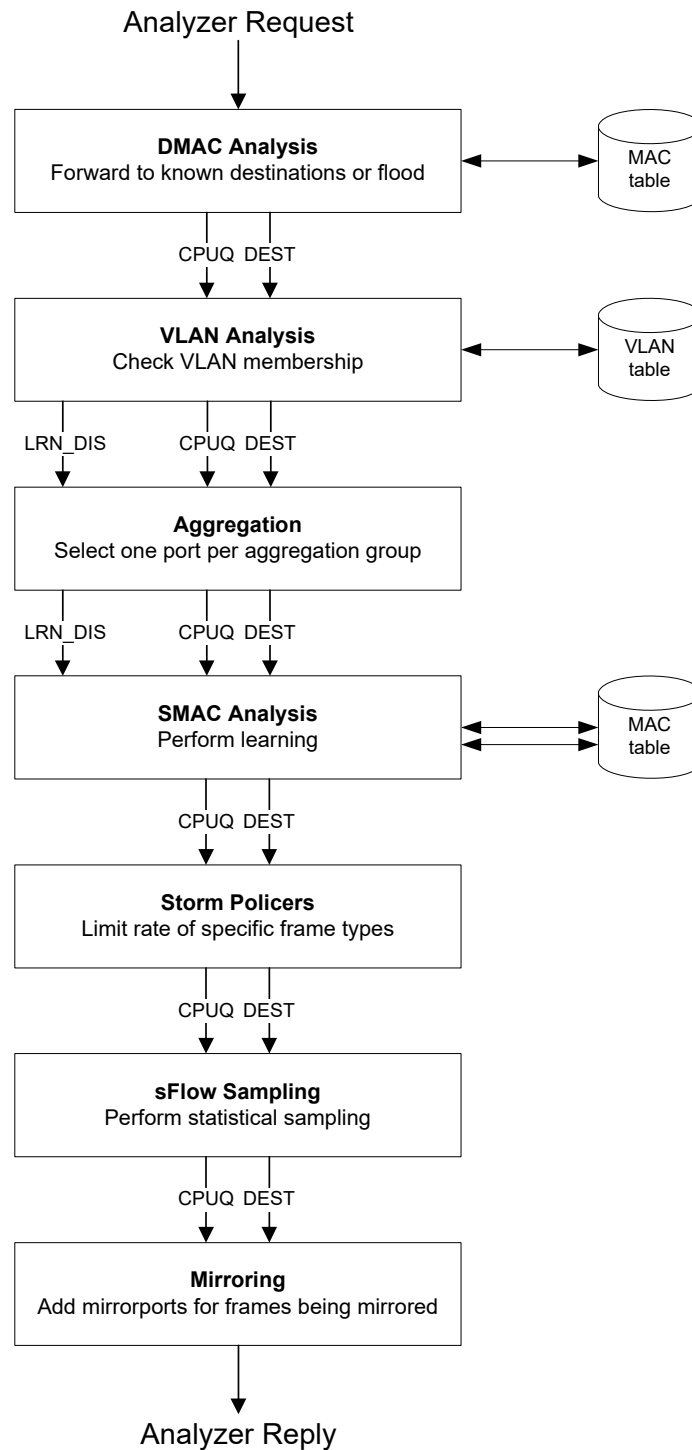 Analyzer Request
DMAC Analysis
Forward to known destinations or flood
MAC
table
CPUQ DEST
VLAN Analysis
Check VLAN membership
VLAN
table
LRN_DIS CPUQ DEST
Aggregation
Select one port per aggregation group
LRN_DIS CPUQ DEST
SMAC Analysis
Perform learning
MAC
table
CPUQ DEST
Storm Policers
Limit rate of specific frame types
CPUQ DEST
sFlow Sampling
Perform statistical sampling
CPUQ DEST
Mirroring
Add mirrorports for frames being mirrored
Analyzer Reply